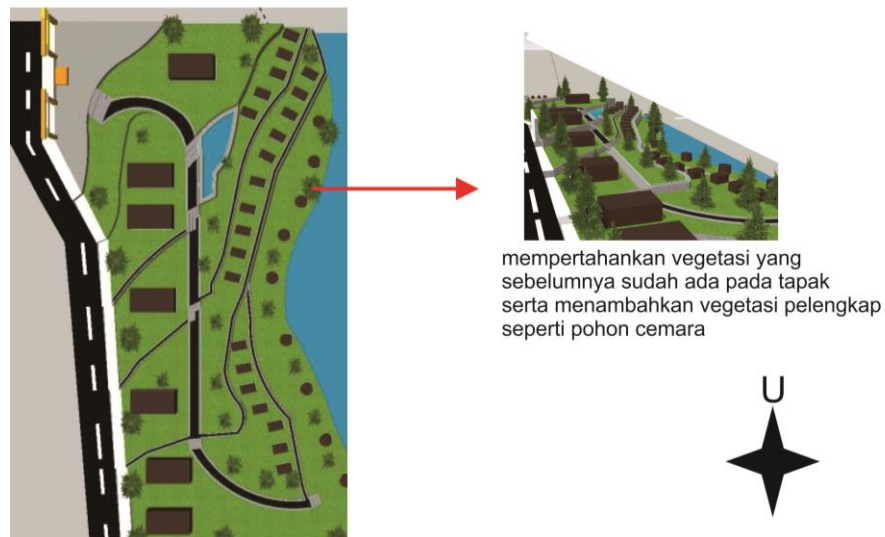 mempertahankan vegetasi yang
sebelumnya sudah ada pada tapak
serta menambahkan vegetasi pelengkap
seperti pohon cemara
U